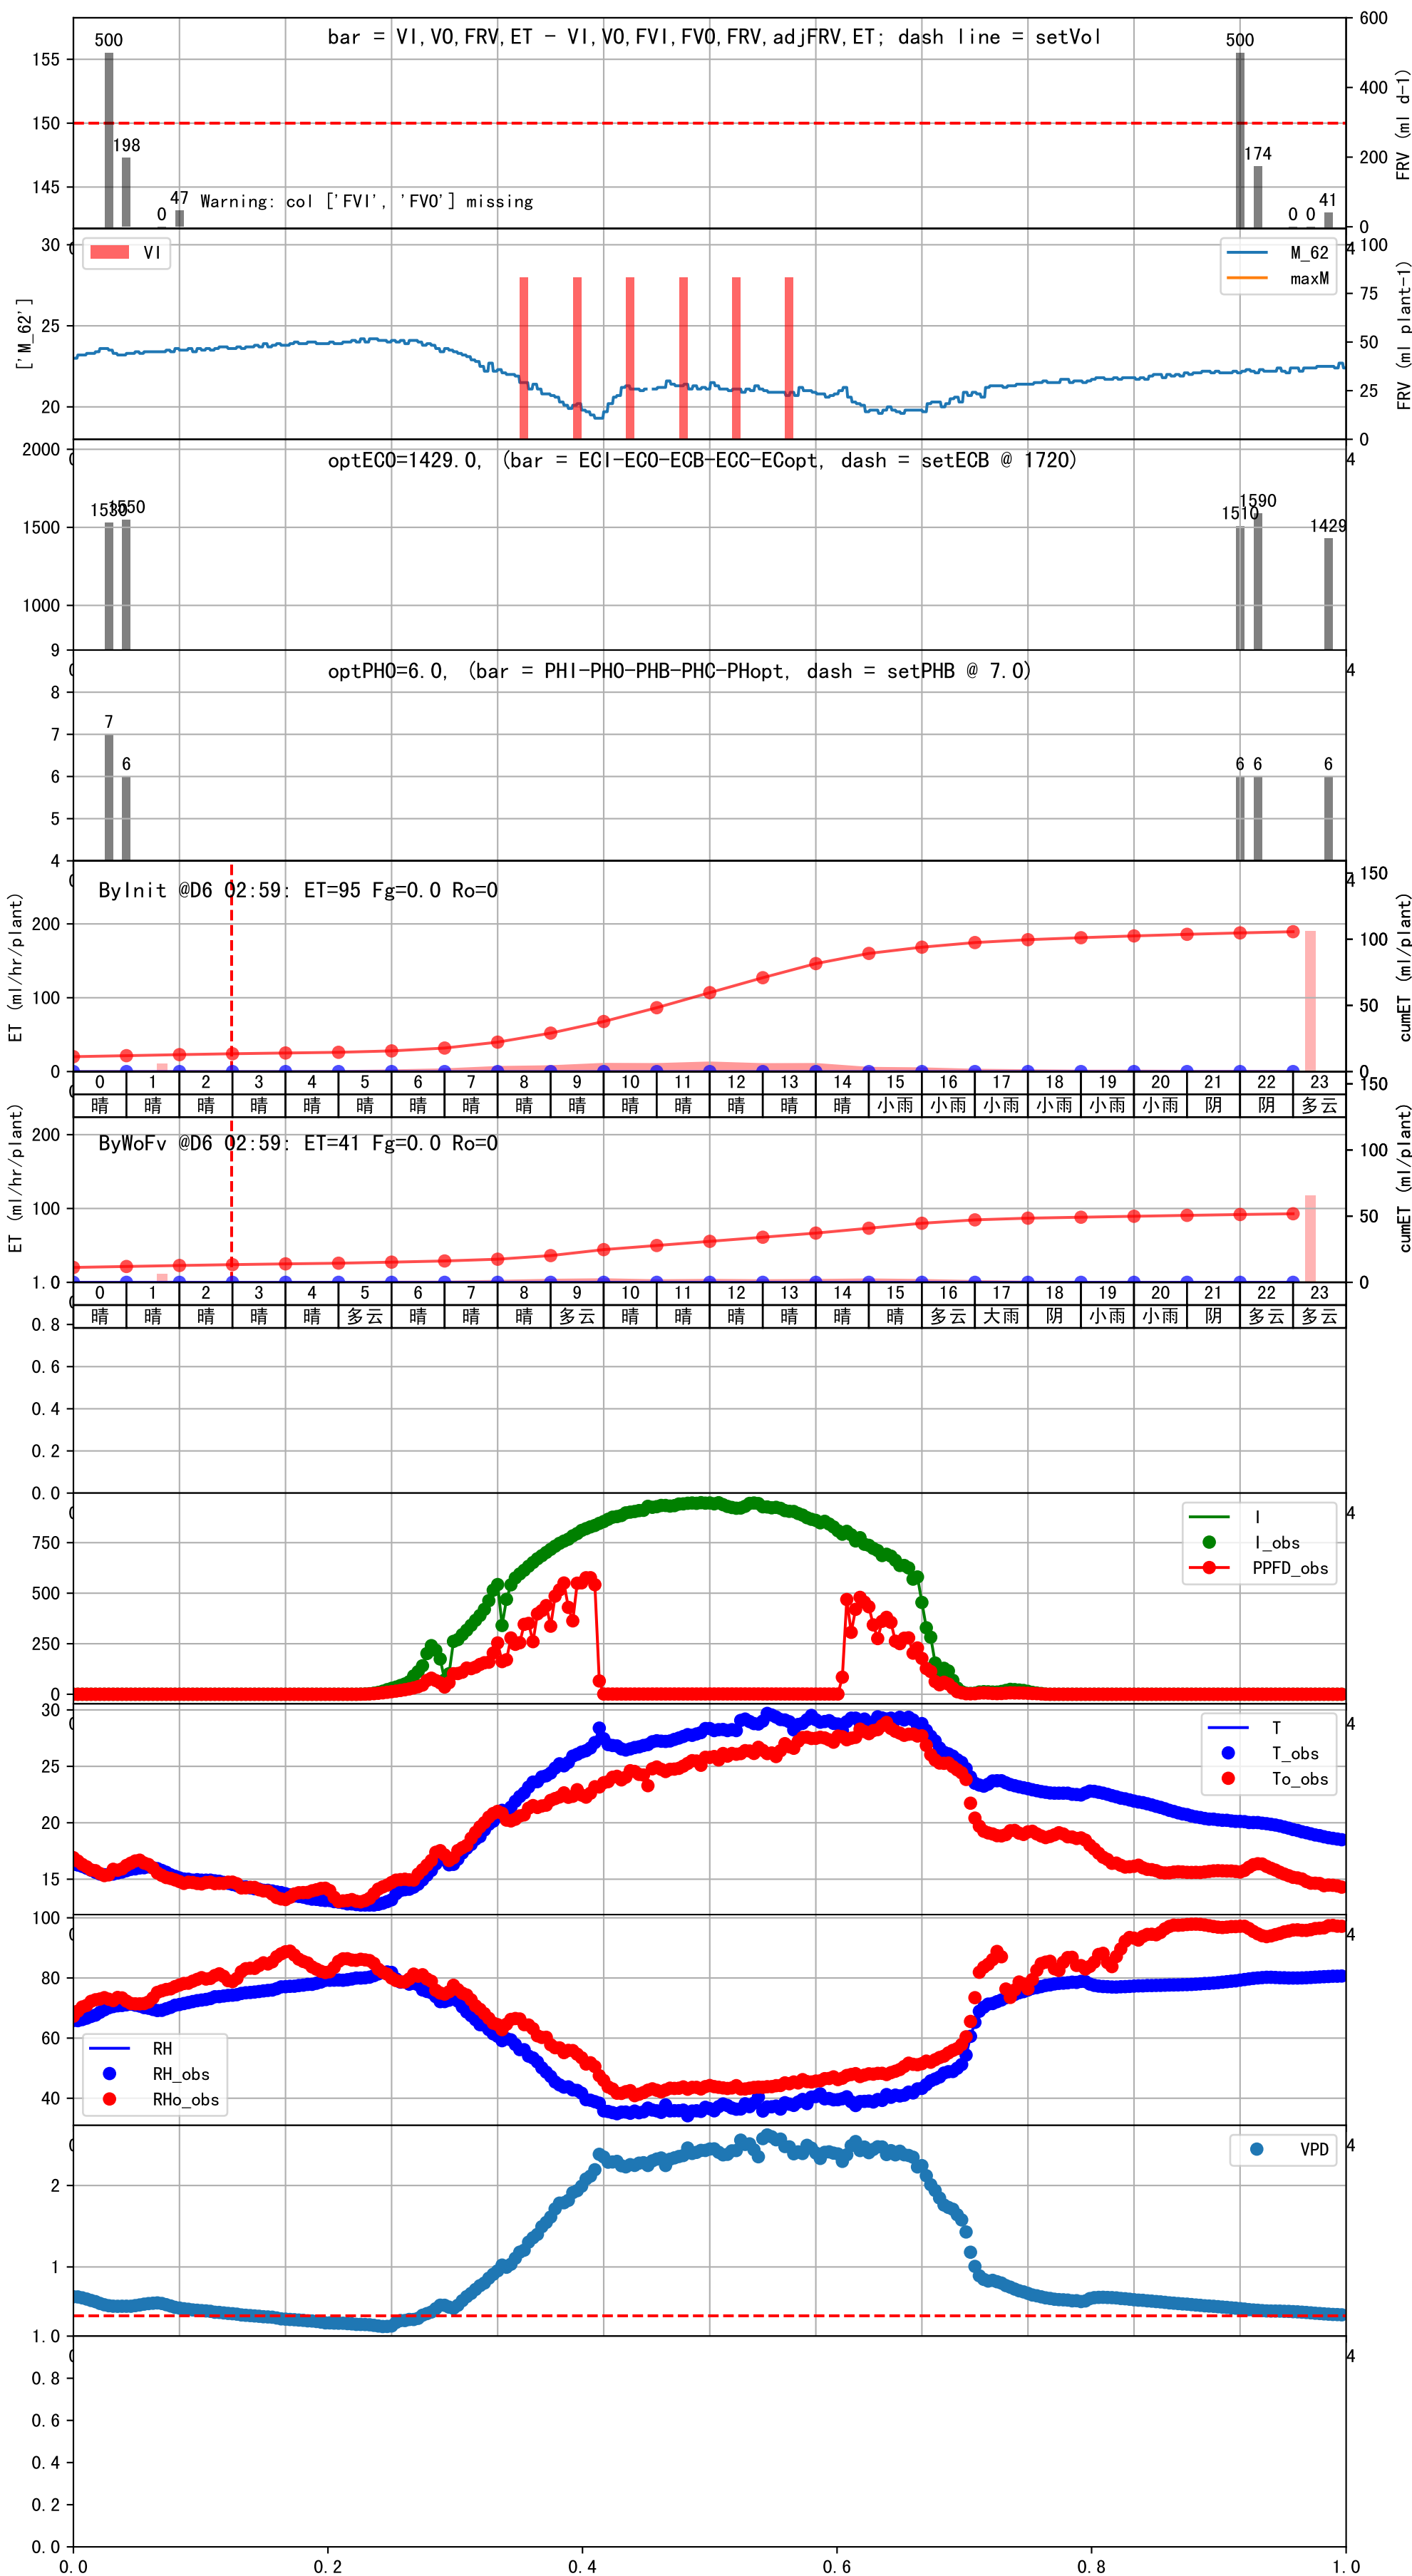 bar = VI,VO,FRV,ET - VI,VO,FVI,FVO,FRV,adjFRV,ET; dash line = setVol
500
198
0
47
Warning: col ['FVI', 'FVO'] missing
500
174
0
0
41
155
150
145
600
400
200
0
FRV (ml d-1)
VI
M_62
maxM
30
25
20
['M_62']
100
75
50
25
0
FRV (ml plant-1)
optECO=1429.0, (bar = ECI-ECO-ECB-ECC-ECopt, dash = setECB @ 1720)
2000
1500
1000
1530
1550
1510
1590
1429
optPHO=6.0, (bar = PHI-PHO-PHB-PHC-PHopt, dash = setPHB @ 7.0)
9
8
7
6
5
4
7
6
6
6
6
ByInit @D6 02:59: ET=95 Fg=0.0 Ro=0
200
100
0
ET (ml/hr/plant)
150
100
50
0
cumET (ml/plant)
0 1 2 3 4 5 6 7 8 9 10 11 12 13 14 15 16 17 18 19 20 21 22 23
晴 晴 晴 晴 晴 晴 晴 晴 晴 晴 晴 晴 晴 晴 晴 小雨 小雨 小雨 小雨 小雨 小雨 阴 阴 多云
ByWoFv @D6 02:59: ET=41 Fg=0.0 Ro=0
200
100
ET (ml/hr/plant)
150
100
50
0
cumET (ml/plant)
0 1 2 3 4 5 6 7 8 9 10 11 12 13 14 15 16 17 18 19 20 21 22 23
晴 晴 晴 晴 晴 多云 晴 晴 晴 多云 晴 晴 晴 晴 晴 晴 多云 大雨 阴 小雨 小雨 阴 多云 多云
1.0
0.8
0.6
0.4
0.2
0.0
I
I_obs
PPFD_obs
750
500
250
0
T
T_obs
To_obs
30
25
20
15
RH
RH_obs
RHo_obs
100
80
60
40
VPD
2
1
1.0
0.8
0.6
0.4
0.2
0.0
0.0 0.2 0.4 0.6 0.8 1.0